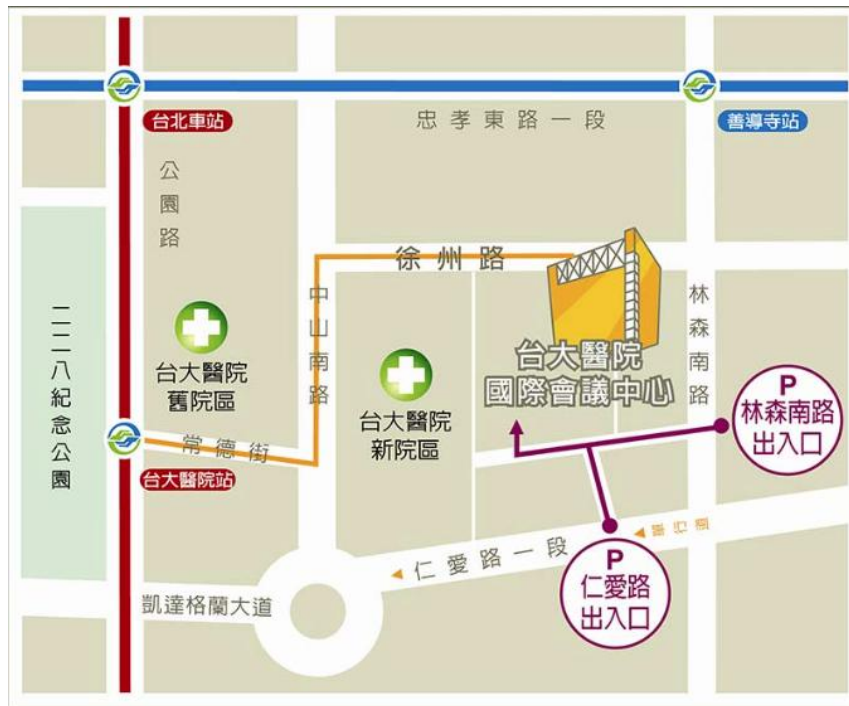 台北車站
忠孝東路一段
善導寺站
公園路
徐州路
中山南路
林森南路
二二八紀念公園
台大醫院
舊院區
台大醫院
新院區
台大醫院
國際會議中心
P
林森南路
出入口
常德街
台大醫院站
單行道
仁愛路一段
P
仁愛路
出入口
凱達格蘭大道